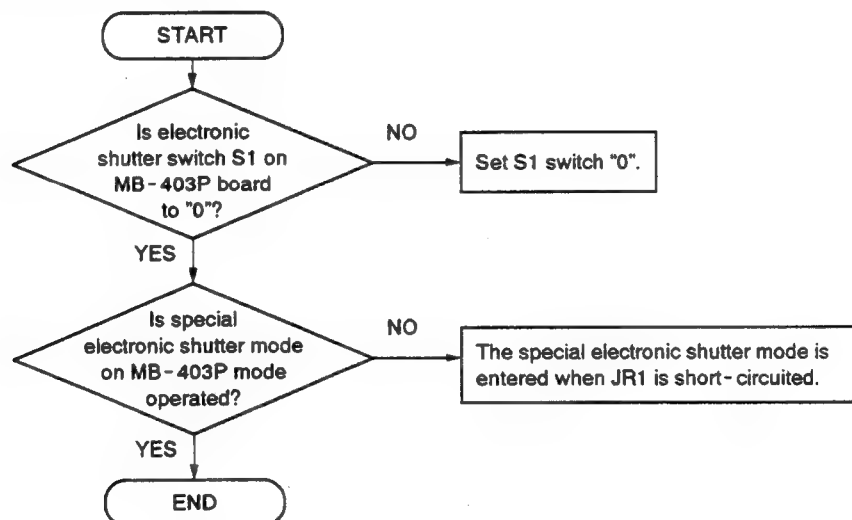 START
Is electronic
shutter switch S1 on
MB-403P board
to "0"?
NO
Set S1 switch "0".
YES
Is special
electronic shutter mode
on MB-403P mode
operated?
NO
The special electronic shutter mode is
entered when JR1 is short-circuited.
YES
END